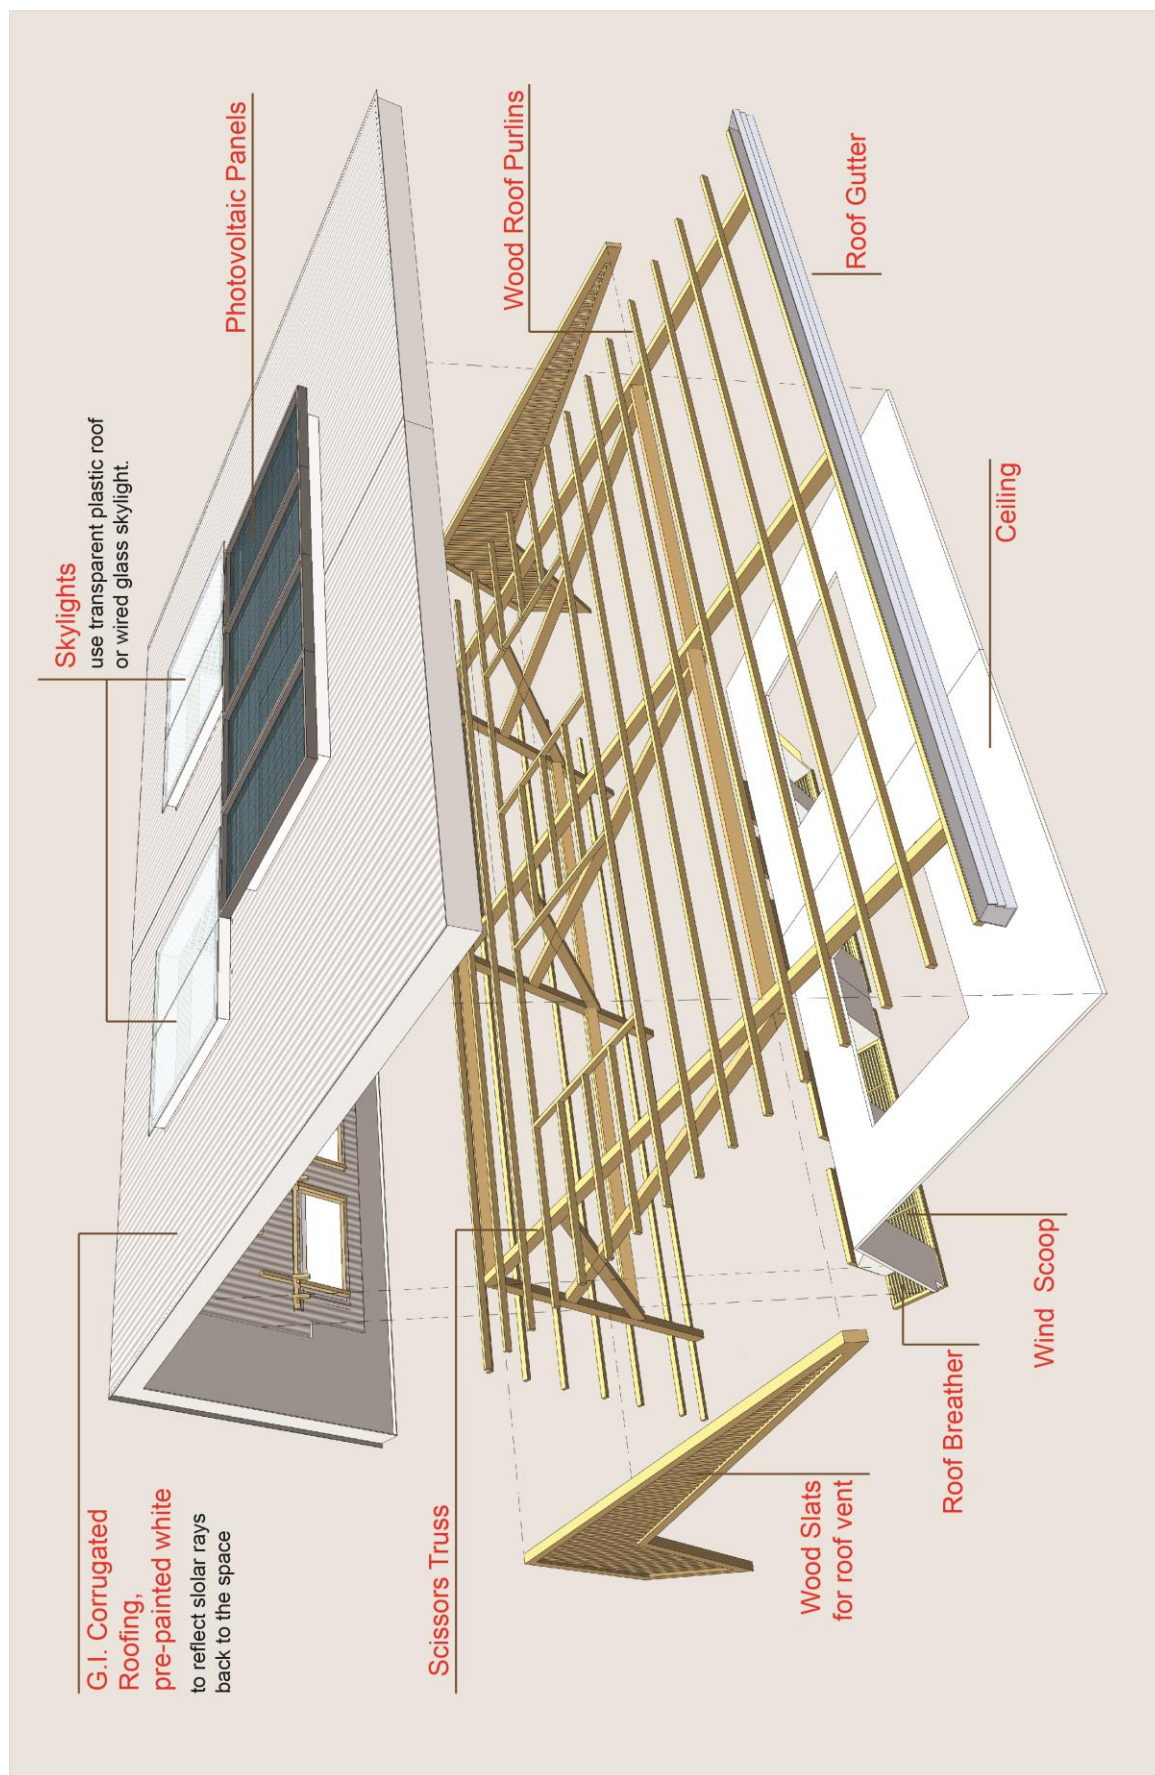 Skylights
use transparent plastic roof
or wired glass skylight.
Photovoltaic Panels
G.I. Corrugated
Roofing,
pre-painted white
to reflect slolar rays
back to the space
Wood Roof Purlins
Scissors Truss
Roof Gutter
Wood Slats
for roof vent
Ceiling
Roof Breather
Wind Scoop